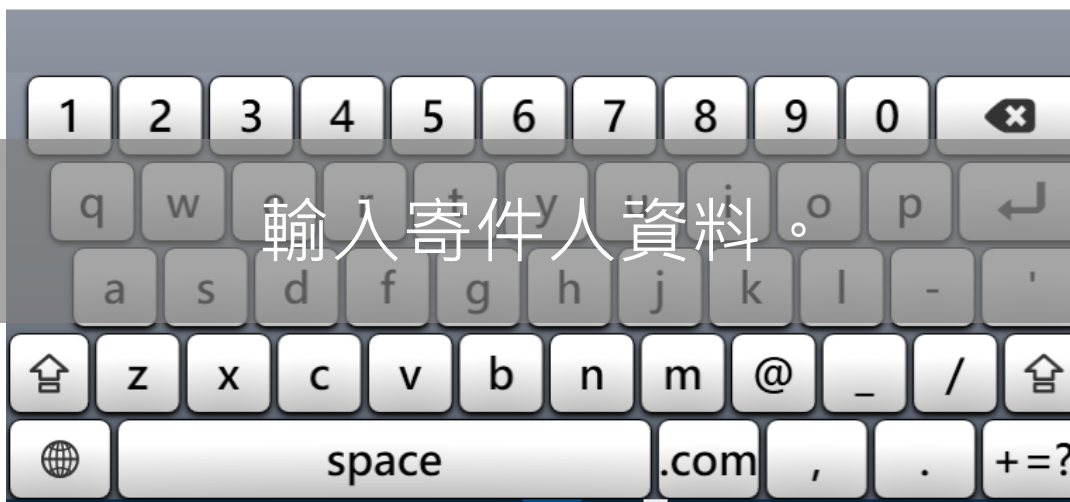 1 2 3 4 5 6 7 8 9 0
q w e r t y u i o p
輸入寄件人資料。
a s d f g h j k l - '
z x c v b n m @ _ /
space .com , . +=?